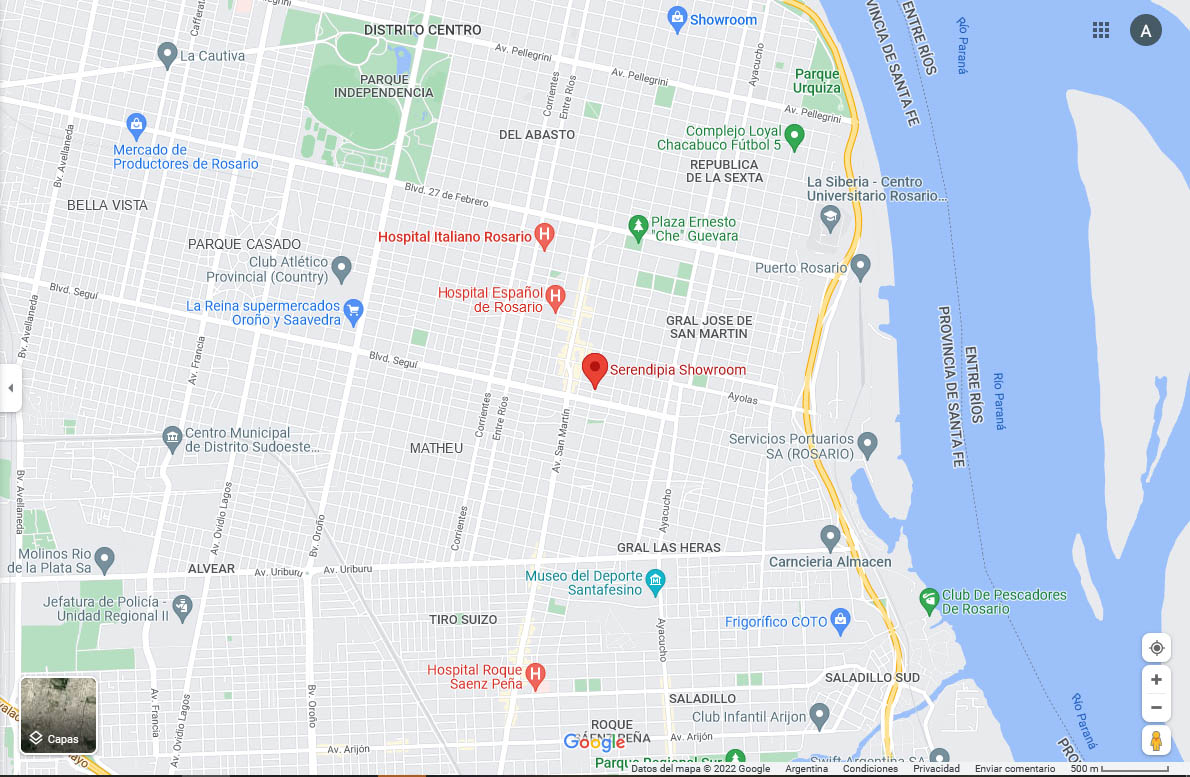 Cafferata
DISTRITO CENTRO
Showroom
A
La Cautiva
Av. Pellegrini
Av. Pellegrini
Av. Pellegrini
Ayacucho
PROVINCIA DE SANTA FE
ENTRE RÍOS
Río Paraná
PARQUE
INDEPENDENCIA
Corrientes
Entre Ríos
Parque
Urquiza
Mercado de
Productores de Rosario
Bv. Avellaneda
DEL ABASTO
Complejo Loyal
Chacabuco Fútbol 5
REPUBLICA
DE LA SEXTA
La Siberia - Centro
Universitario Rosario...
BELLA VISTA
Blvd. 27 de Febrero
Hospital Italiano Rosario
Plaza Ernesto
"Che" Guevara
PARQUE CASADO
Club Atlético
Provincial (Country)
Puerto Rosario
Blvd. Seguí
Bv. Avellaneda
La Reina supermercados
Oroño y Saavedra
Hospital Español
de Rosario
GRAL JOSE DE
SAN MARTIN
PROVINCIA DE SANTA FE
ENTRE RÍOS
Río Paraná
Av. Francia
Blvd. Seguí
Serendipia Showroom
Ayolas
Corrientes
Entre Ríos
Av. San Martín
Centro Municipal
de Distrito Sudoeste...
MATHEU
Servicios Portuarios
SA (ROSARIO)
Bv. Avellaneda
Av. Ovidio Lagos
Bv. Oroño
Corrientes
Ayacucho
Molinos Rio
de la Plata Sa
ALVEAR
Av. Uriburu
Av. Uriburu
GRAL LAS HERAS
Carncieria Almacen
Museo del Deporte
Santafesino
Jefatura de Policía -
Unidad Regional II
TIRO SUIZO
Ayacucho
Frigorífico COTO
Club De Pescadores
De Rosario
Hospital Roque
Saenz Peña
SALADILLO
SALADILLO SUD
Av. Francia
Av. Ovidio Lagos
Bv. Oroño
Río Paraná
Capas
Club Infantil Arijon
ROQUE
SÁENZ PEÑA
Google
Av. Arijón
Av. Arijón
Parque Regional Sur
Swift Argentina SA
Datos del mapa © 2022 Google Argentina Condiciones Privacidad Enviar comentario 500 m